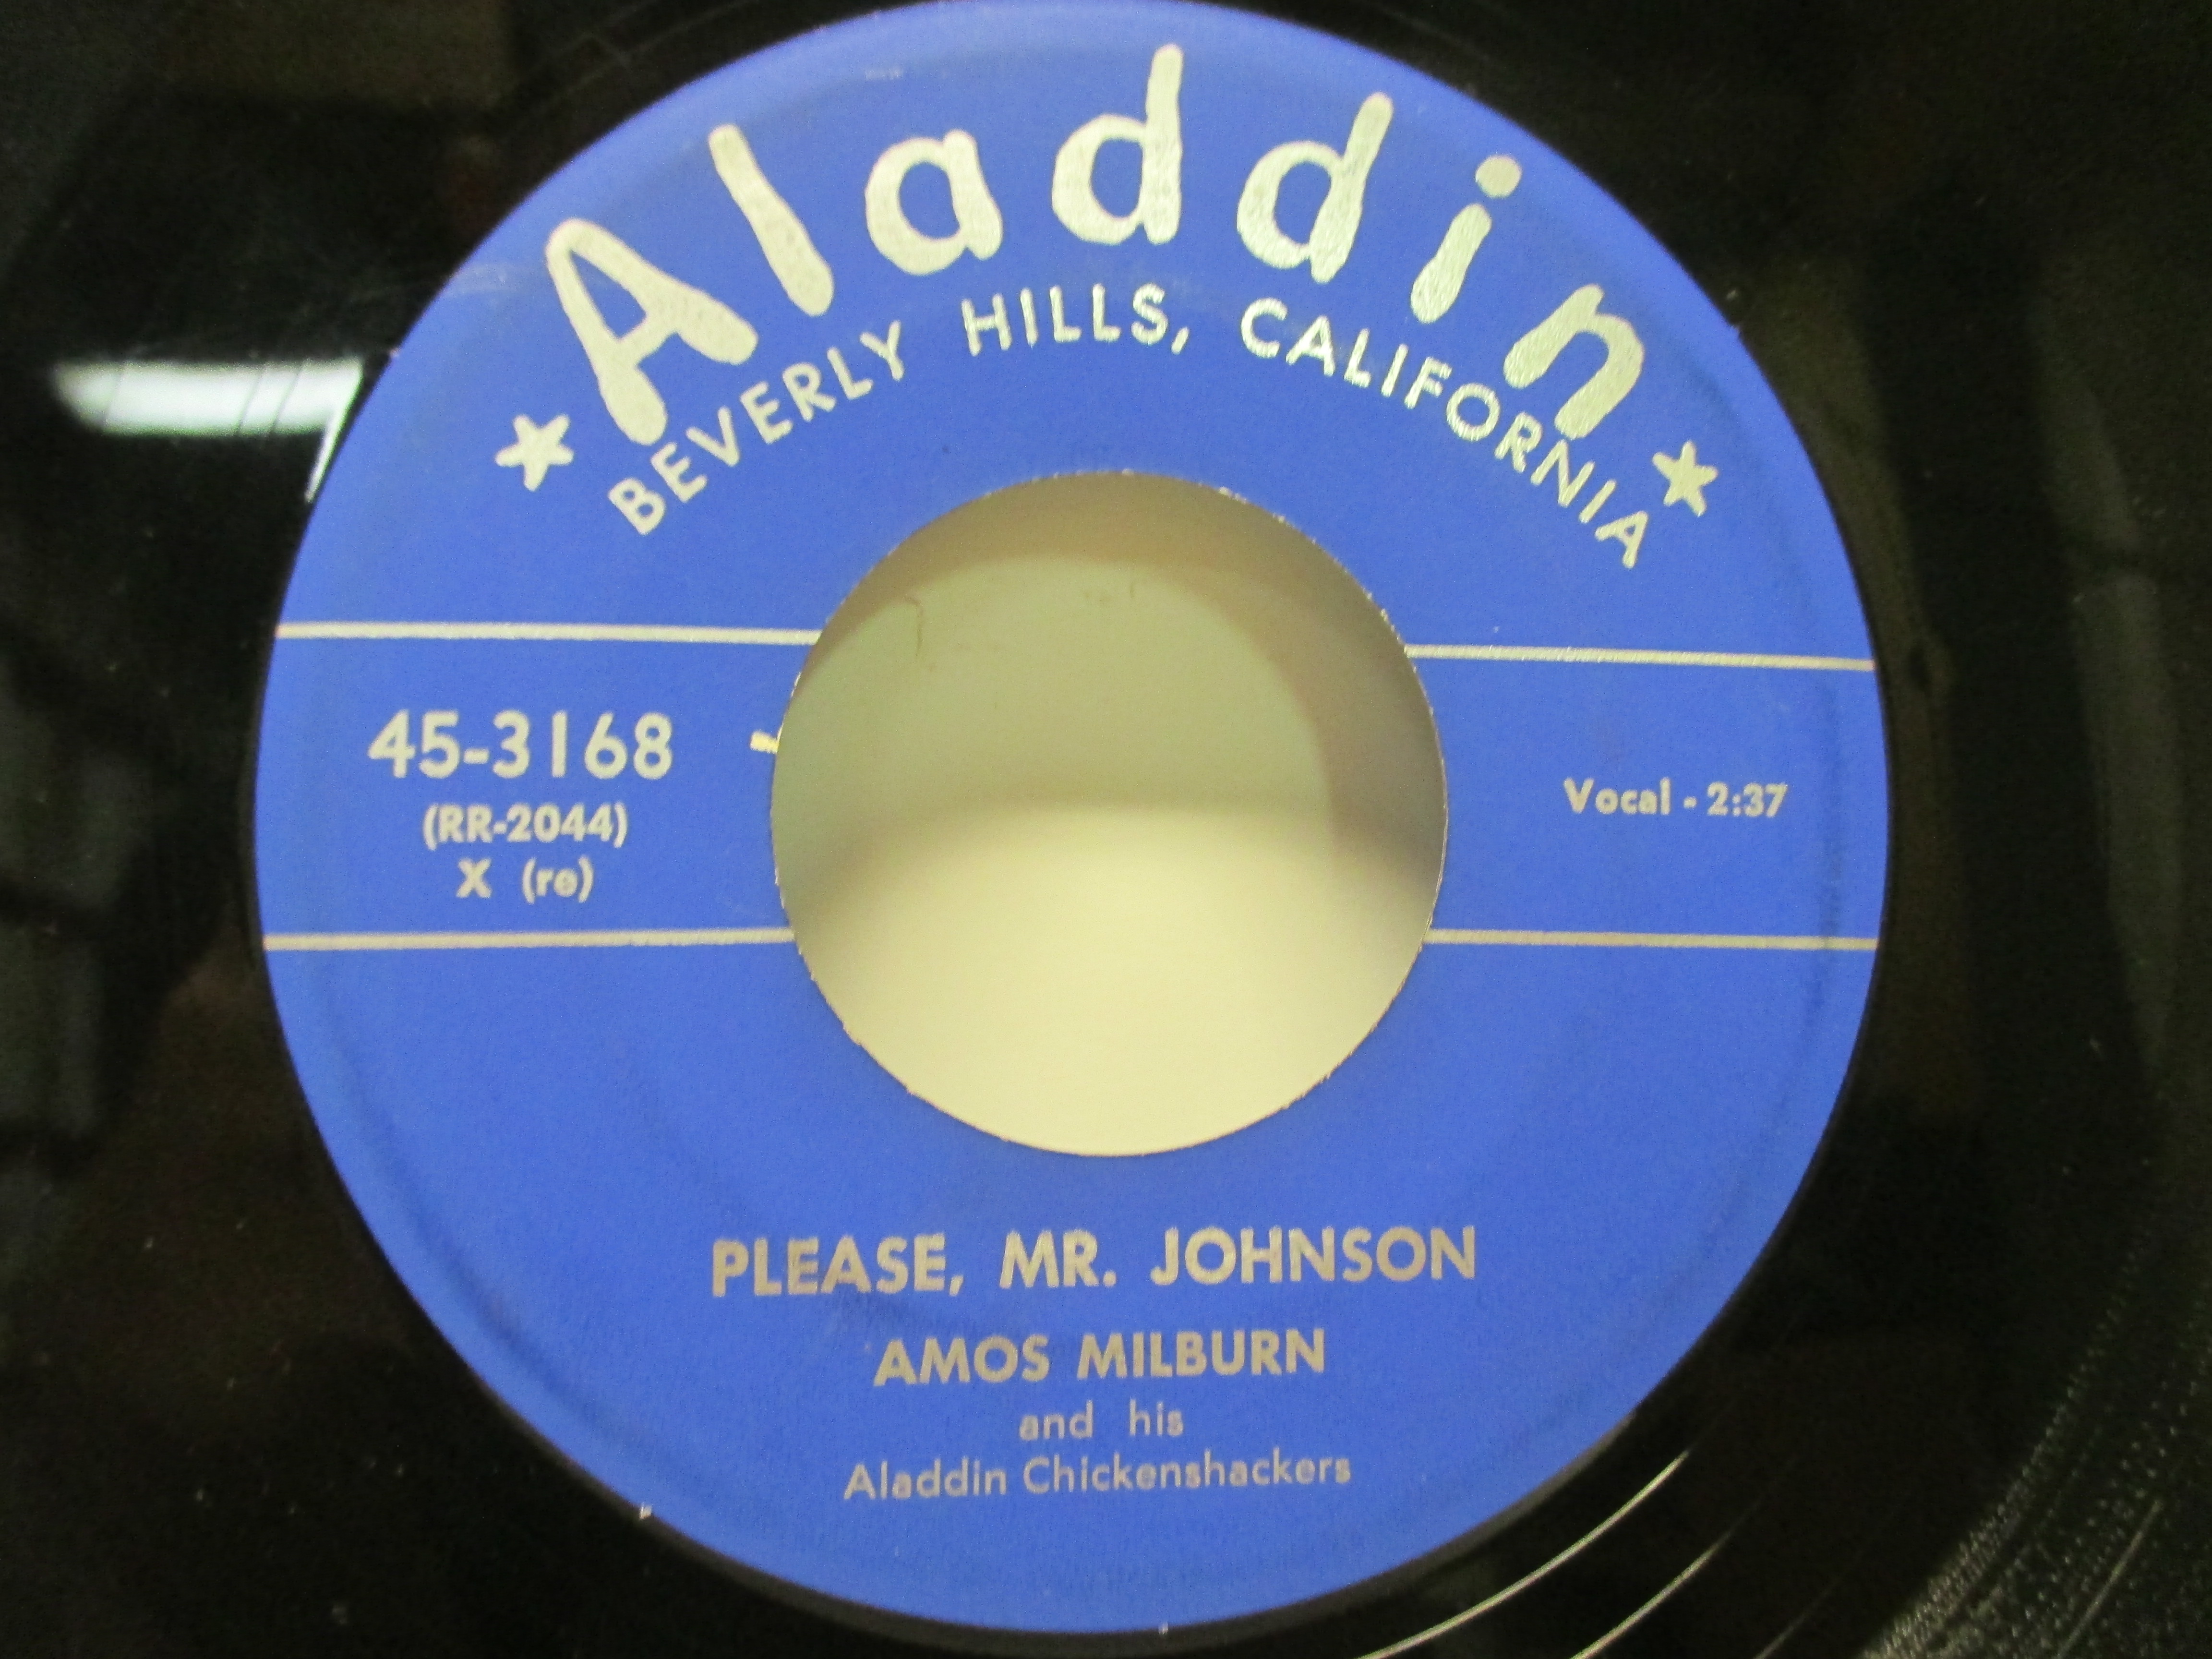 Aladdin
BEVERLY HILLS, CALIFORNIA
45-3168
(RR-2044)
X (re)
Vocal - 2:37
PLEASE, MR. JOHNSON
AMOS MILBURN
and his
Aladdin Chickenshackers